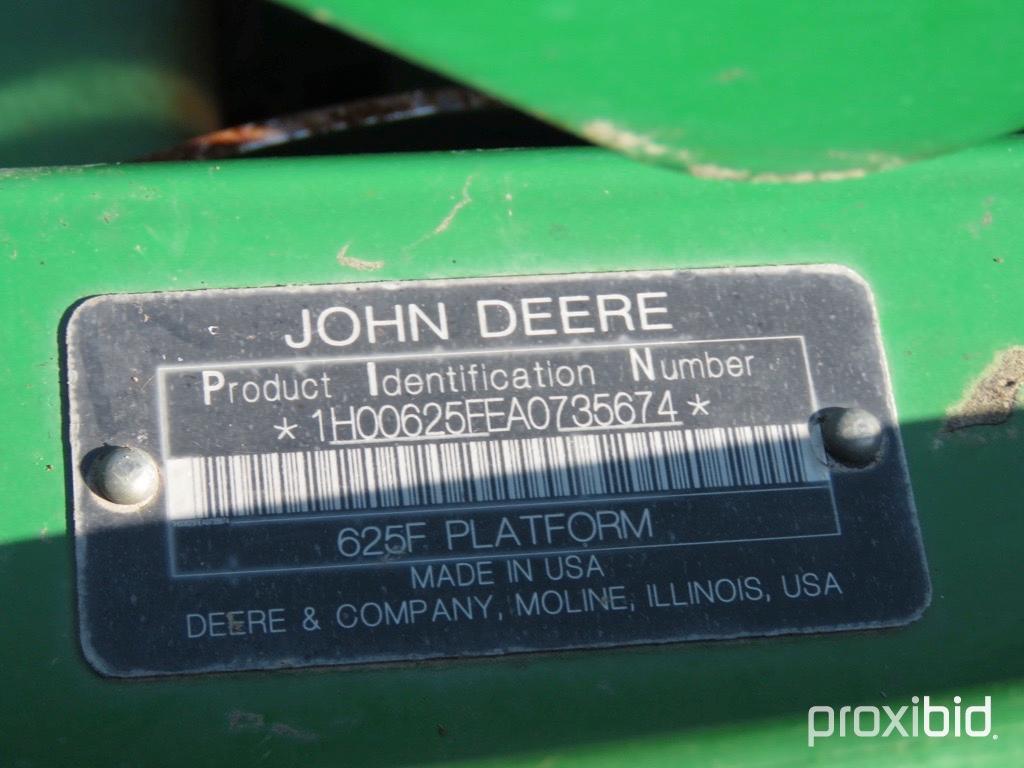 JOHN DEERE
Product Identification Number
*1H00625FEA0735674*
625F PLATFORM
MADE IN USA
DEERE & COMPANY, MOLINE, ILLINOIS, USA
proxibid.